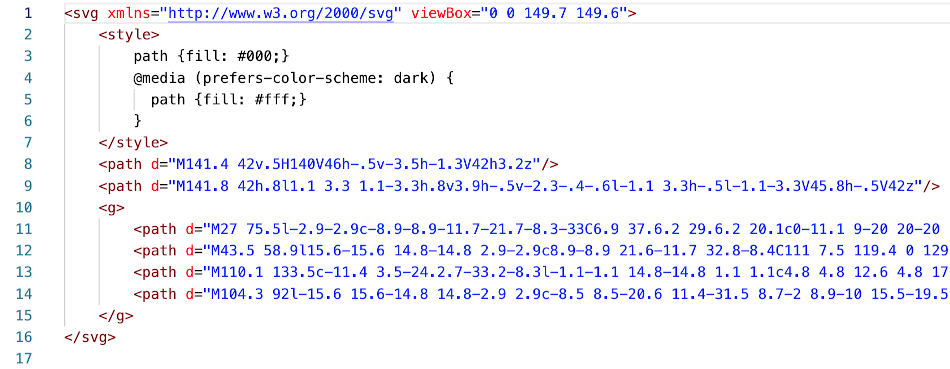 1 <svg xmlns="http://www.w3.org/2000/svg" viewBox="0 0 149.7 149.6">
2 <style>
3 path {fill: #000;}
4 @media (prefers-color-scheme: dark) {
5 path {fill: #fff;}
6 }
7 </style>
8 <path d="M141.4 42v.5H140V46h-.5v-3.5h-1.3V42h3.2z"/>
9 <path d="M141.8 42h.8l1.1 3.3 1.1-3.3h.8v3.9h-.5v-2.3-.4-.6l-1.1 3.3h-.5l-1.1-3.3V45.8h-.5V42z"/>
10 <g>
11 <path d="M27 75.5l-2.9-2.9c-8.9-8.9-11.7-21.7-8.3-33C6.9 37.6.2 29.6.2 20.1c0-11.1 9-20 20-20
12 <path d="M43.5 58.9l15.6-15.6 14.8-14.8 2.9-2.9c8.9-8.9 21.6-11.7 32.8-8.4C111 7.5 119.4 0 129
13 <path d="M110.1 133.5c-11.4 3.5-24.2.7-33.2-8.3l-1.1-1.1 14.8-14.8 1.1 1.1c4.8 4.8 12.6 4.8 17
14 <path d="M104.3 92l-15.6 15.6-14.8 14.8-2.9 2.9c-8.5 8.5-20.6 11.4-31.5 8.7-2 8.9-10 15.5-19.5
15 </g>
16 </svg>
17